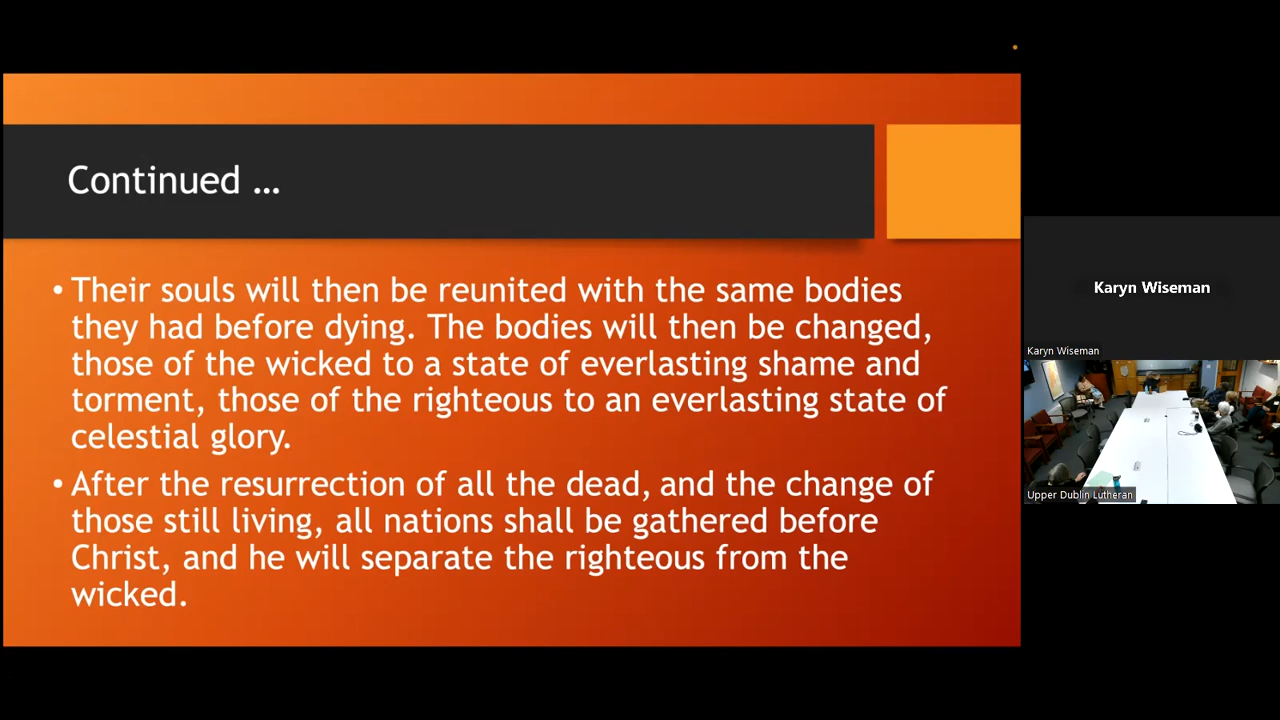 Continued …
• Their souls will then be reunited with the same bodies
they had before dying. The bodies will then be changed,
those of the wicked to a state of everlasting shame and
torment, those of the righteous to an everlasting state of
celestial glory.
• After the resurrection of all the dead, and the change of
those still living, all nations shall be gathered before
Christ, and he will separate the righteous from the
wicked.
Karyn Wiseman
Karyn Wiseman
Upper Dublin Lutheran